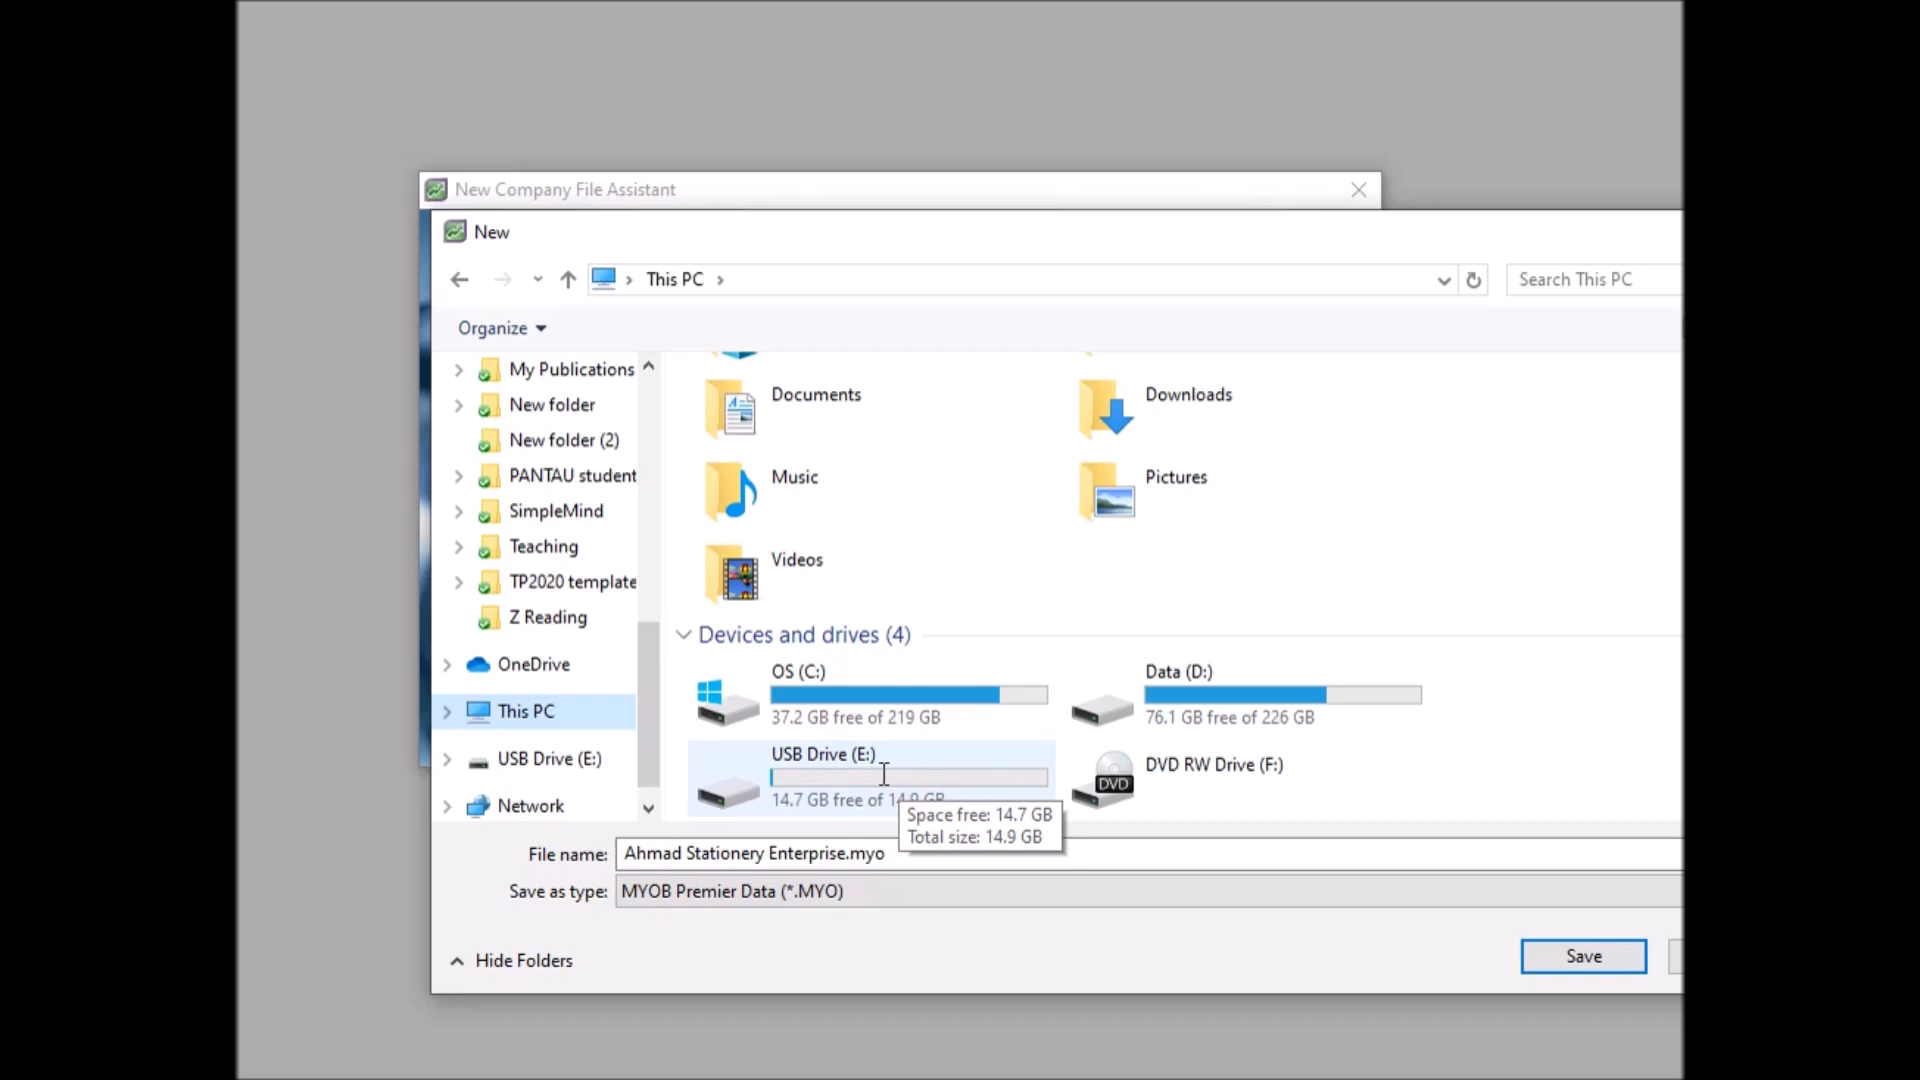 New Company File Assistant
New
This PC
Search This PC
Organize
My Publications
New folder
New folder (2)
PANTAU student
SimpleMind
Teaching
TP2020 template
Z Reading
OneDrive
This PC
USB Drive (E:)
Network
Documents
Downloads
Music
Pictures
Videos
Devices and drives (4)
OS (C:)
37.2 GB free of 219 GB
Data (D:)
76.1 GB free of 226 GB
USB Drive (E:)
14.7 GB free of 14.9 GB
DVD RW Drive (F:)
DVD
Space free: 14.7 GB
Total size: 14.9 GB
File name: Ahmad Stationery Enterprise.myo
Save as type: MYOB Premier Data (*.MYO)
Hide Folders
Save